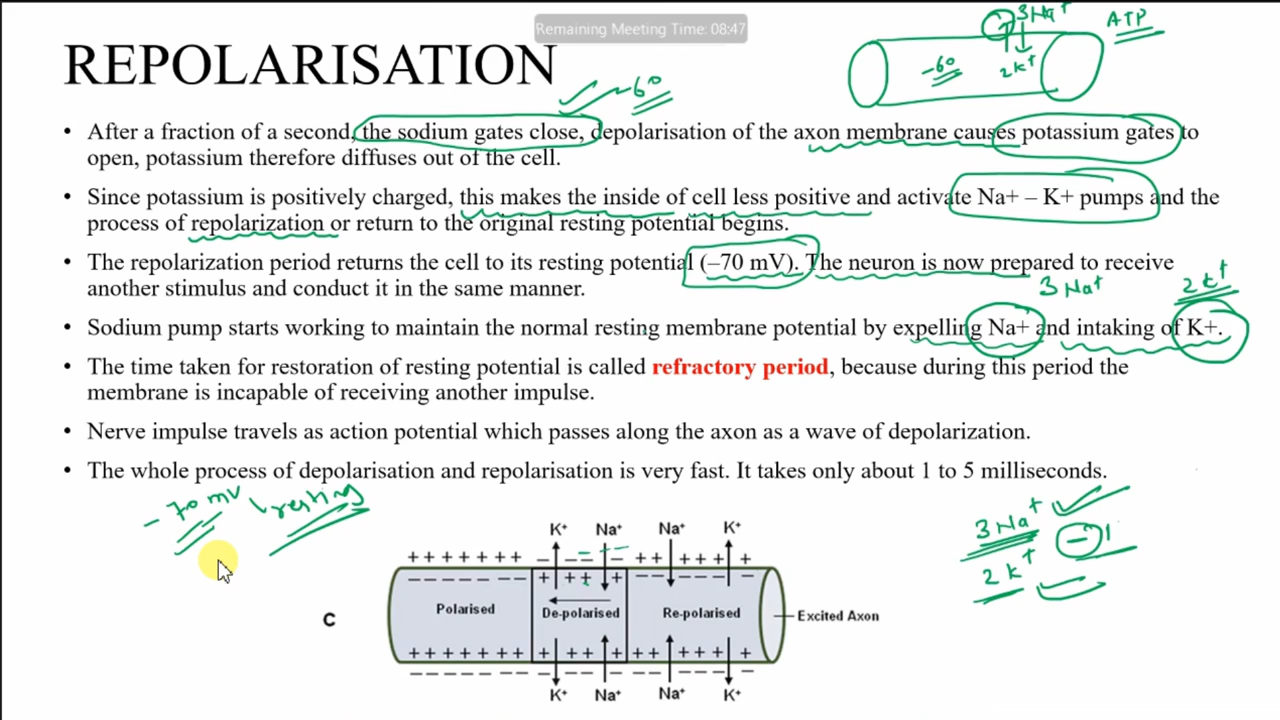 Remaining Meeting Time: 08:47
REPOLARISATION
-60
3Na+
ATP
2K+
-60
• After a fraction of a second, the sodium gates close, depolarisation of the axon membrane causes potassium gates to
open, potassium therefore diffuses out of the cell.
• Since potassium is positively charged, this makes the inside of cell less positive and activate Na+ – K+ pumps and the
process of repolarization or return to the original resting potential begins.
• The repolarization period returns the cell to its resting potential (–70 mV). The neuron is now prepared to receive
another stimulus and conduct it in the same manner.
3 Na+
2K+
• Sodium pump starts working to maintain the normal resting membrane potential by expelling Na+ and intaking of K+.
• The time taken for restoration of resting potential is called refractory period, because during this period the
membrane is incapable of receiving another impulse.
• Nerve impulse travels as action potential which passes along the axon as a wave of depolarization.
• The whole process of depolarisation and repolarisation is very fast. It takes only about 1 to 5 milliseconds.
-70 mV resting
3Na+
-1
2K+
K+ Na+ Na+ K+
+ + + + + + + – – – – + + + + + +
– – – – – – – + + + + – – – – – –
C
Polarised De-polarised Re-polarised Excited Axon
+ + + + + + + + + + + + + + + + +
– – – – – – – – – – – – – – – – –
K+ Na+ Na+ K+